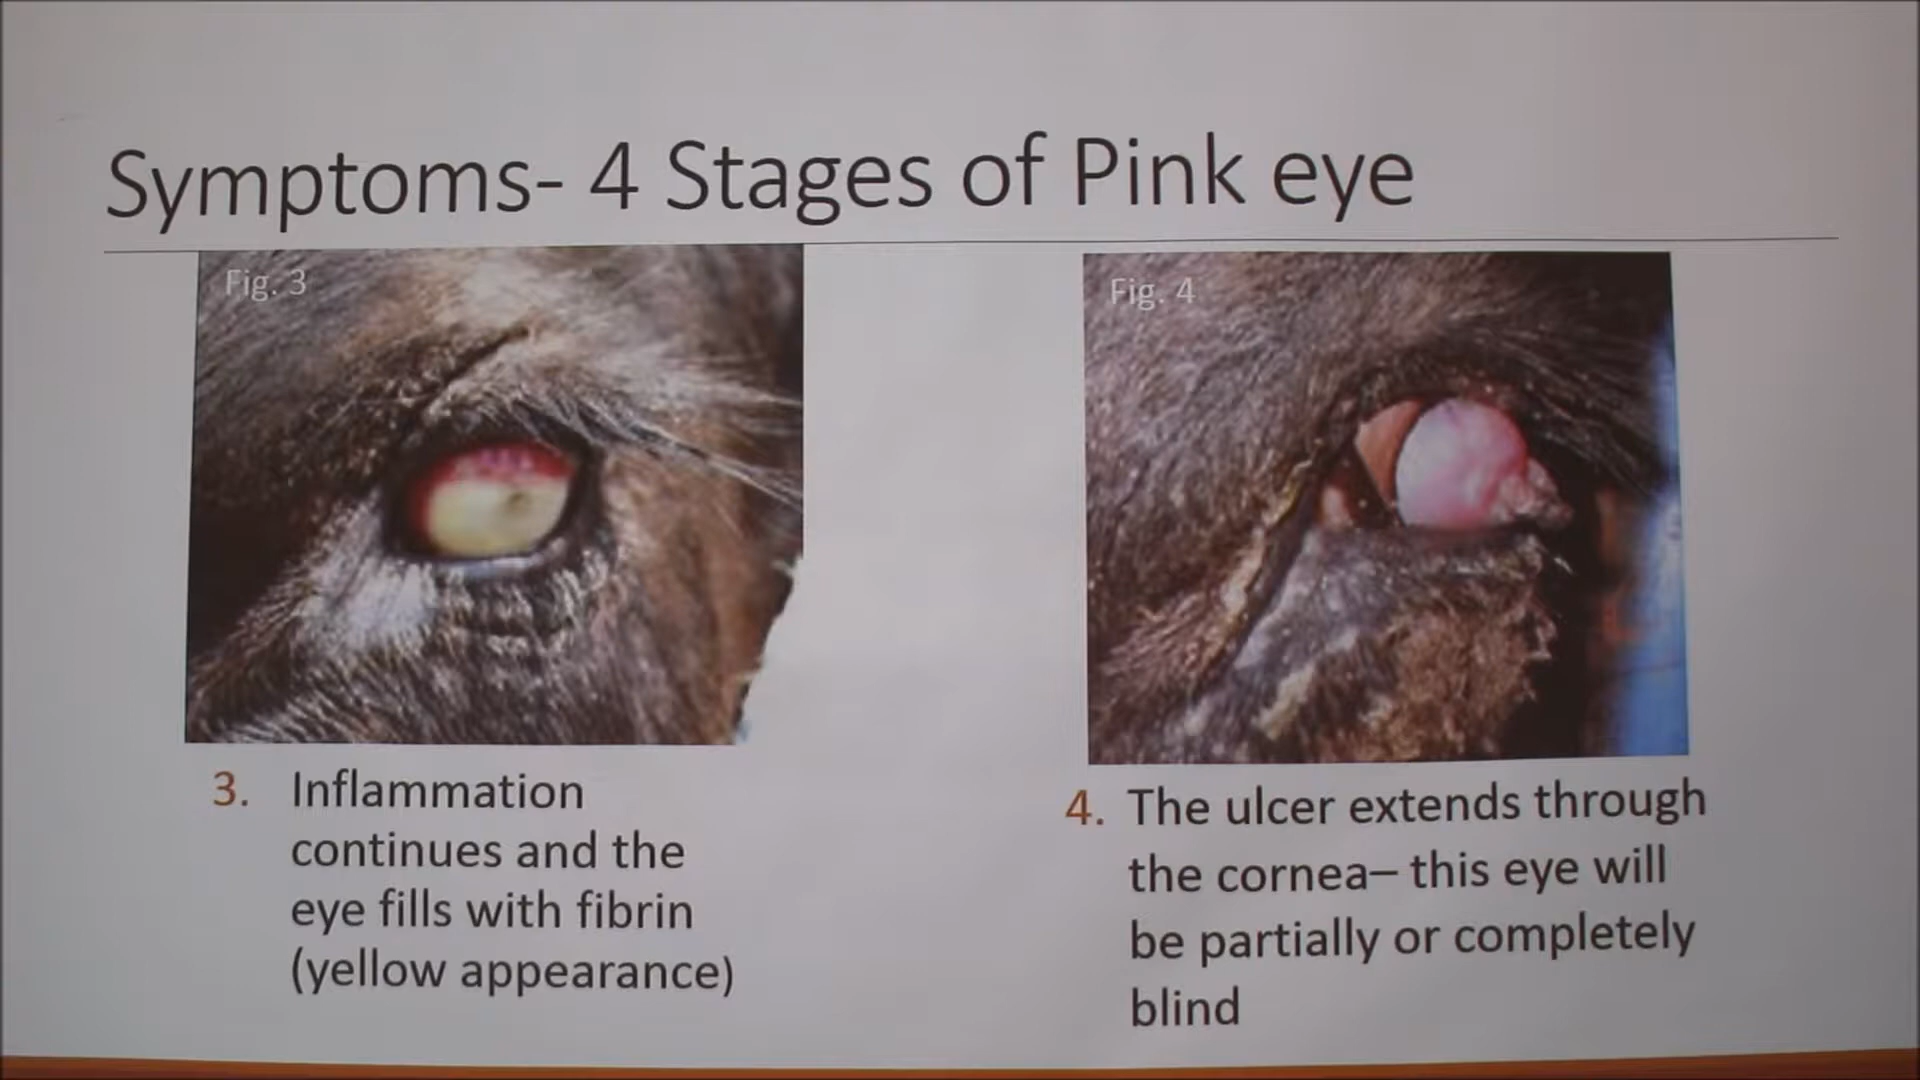 Symptoms- 4 Stages of Pink eye
Fig. 3
Fig. 4
3. Inflammation
continues and the
eye fills with fibrin
(yellow appearance)
4. The ulcer extends through
the cornea– this eye will
be partially or completely
blind